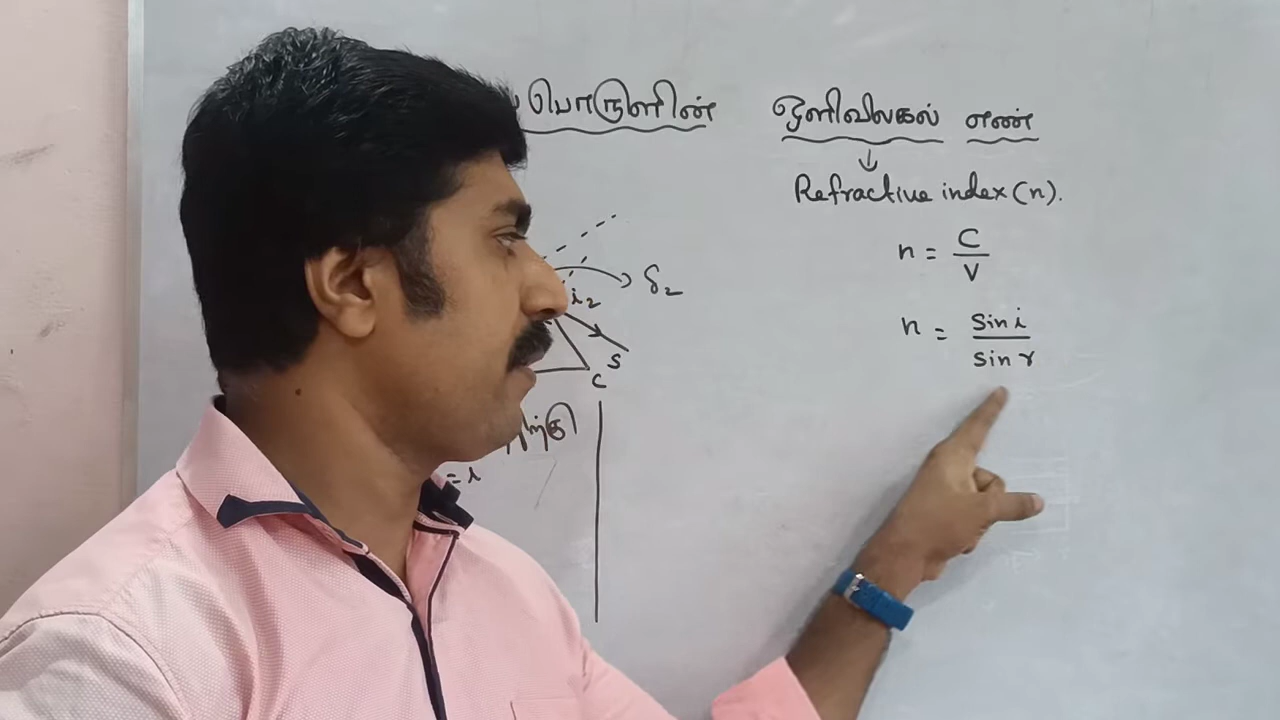 பொருளின் ஒளிவிலகல் எண்
Refractive index (n).
n = C / V
n = Sin i / Sin r
δ₂
i₂
S
C
= i